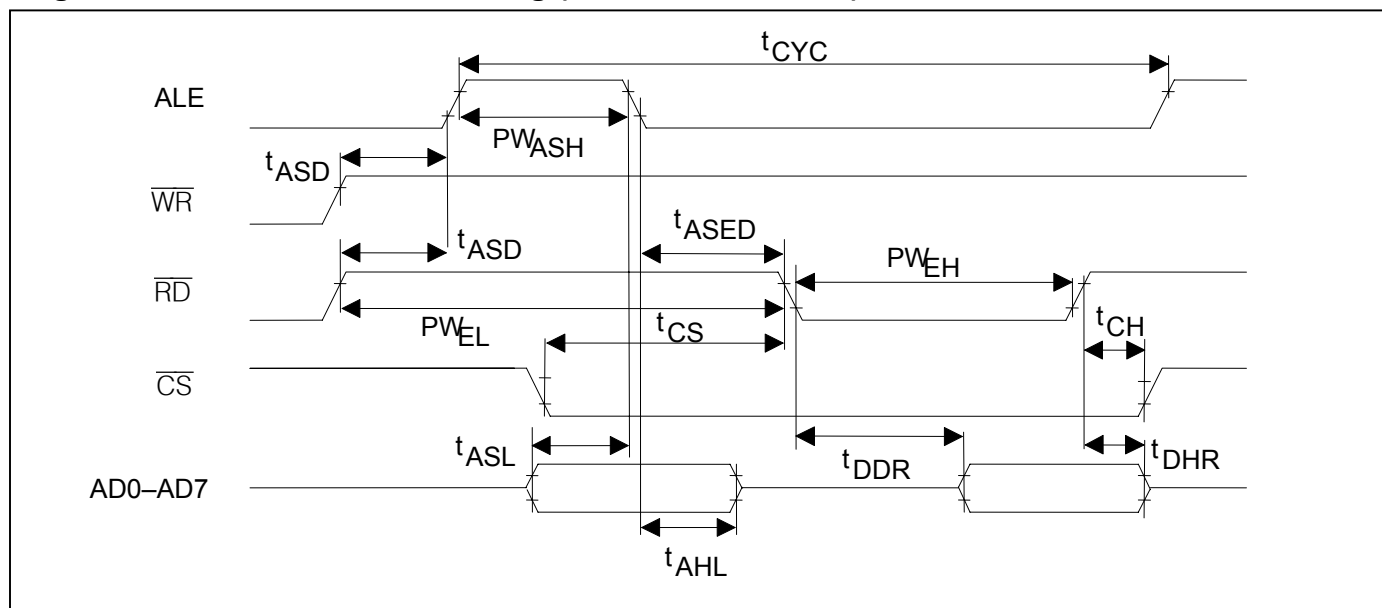 tCYC
ALE
PWASH
tASD
WR
tASED
tASD
PWEH
RD
PWEL
tCS
tCH
CS
tASL
tDDR
tDHR
AD0–AD7
tAHL